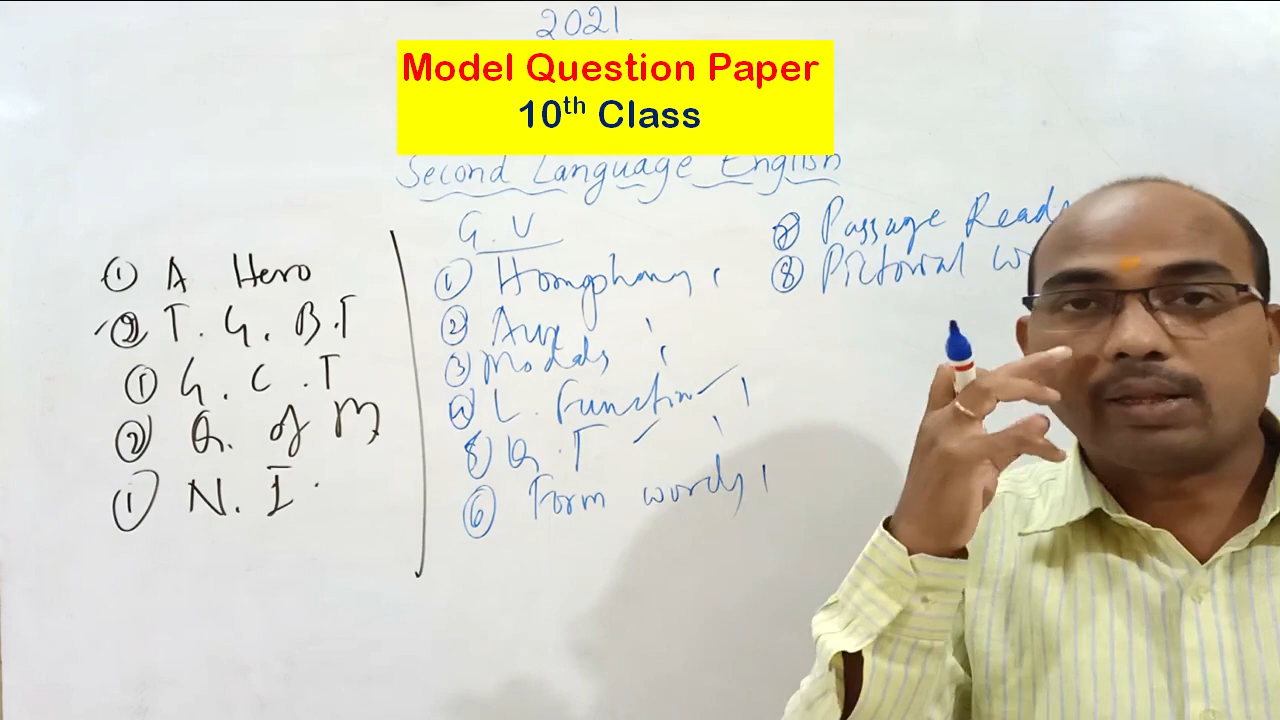 2021
Model Question Paper
10th Class
Second Language English
① A Hero
② T. G. B. T
① G. C. T
② Q. of M
① N. I.
G. V
① Homophones,
② Aux
③ Modals,
④ L. Function
⑤ Q. T
⑥ Form words,
⑦ Passage Read
⑧ Pictorial